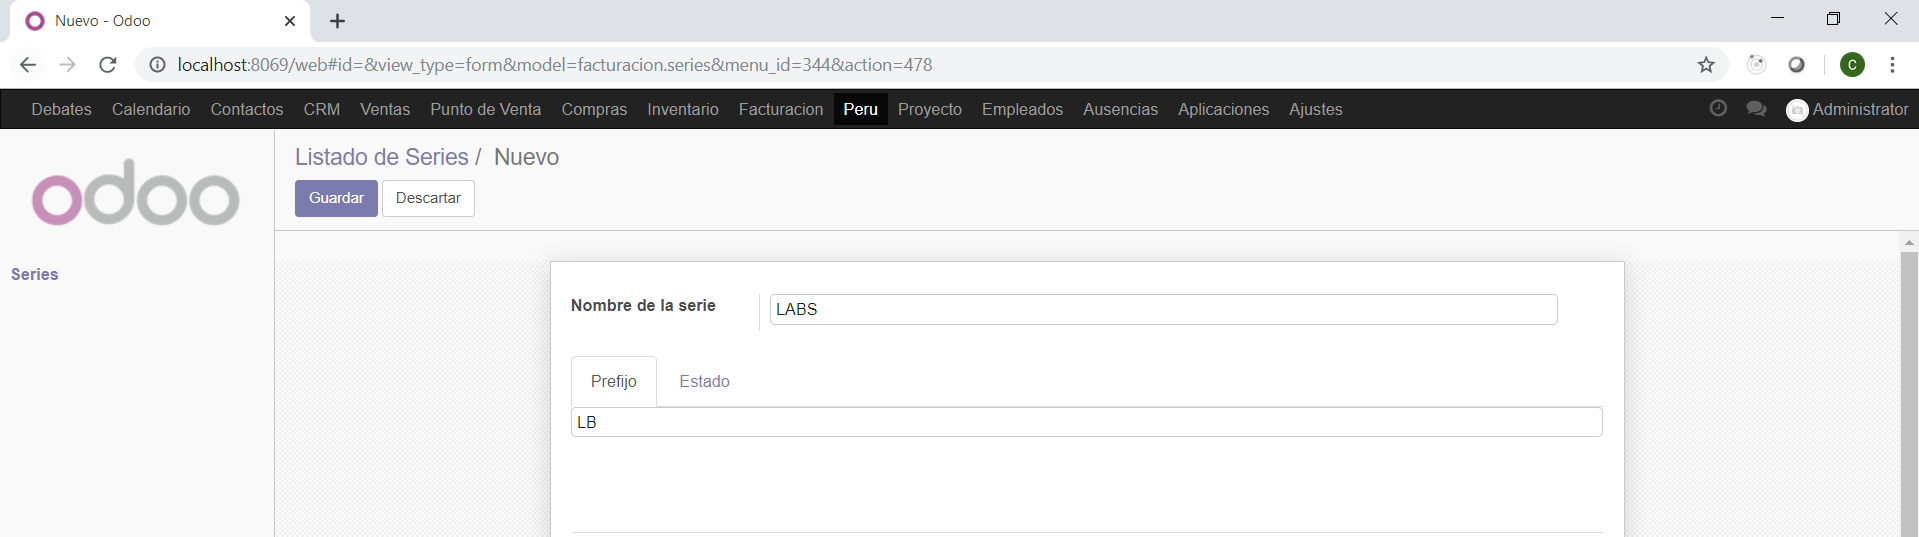 Nuevo - Odoo
localhost:8069/web#id=&view_type=form&model=facturacion.series&menu_id=344&action=478
C
Debates Calendario Contactos CRM Ventas Punto de Venta Compras Inventario Facturacion Peru Proyecto Empleados Ausencias Aplicaciones Ajustes Administrator
odoo
Listado de Series / Nuevo
Guardar Descartar
Series
Nombre de la serie LABS
Prefijo Estado
LB